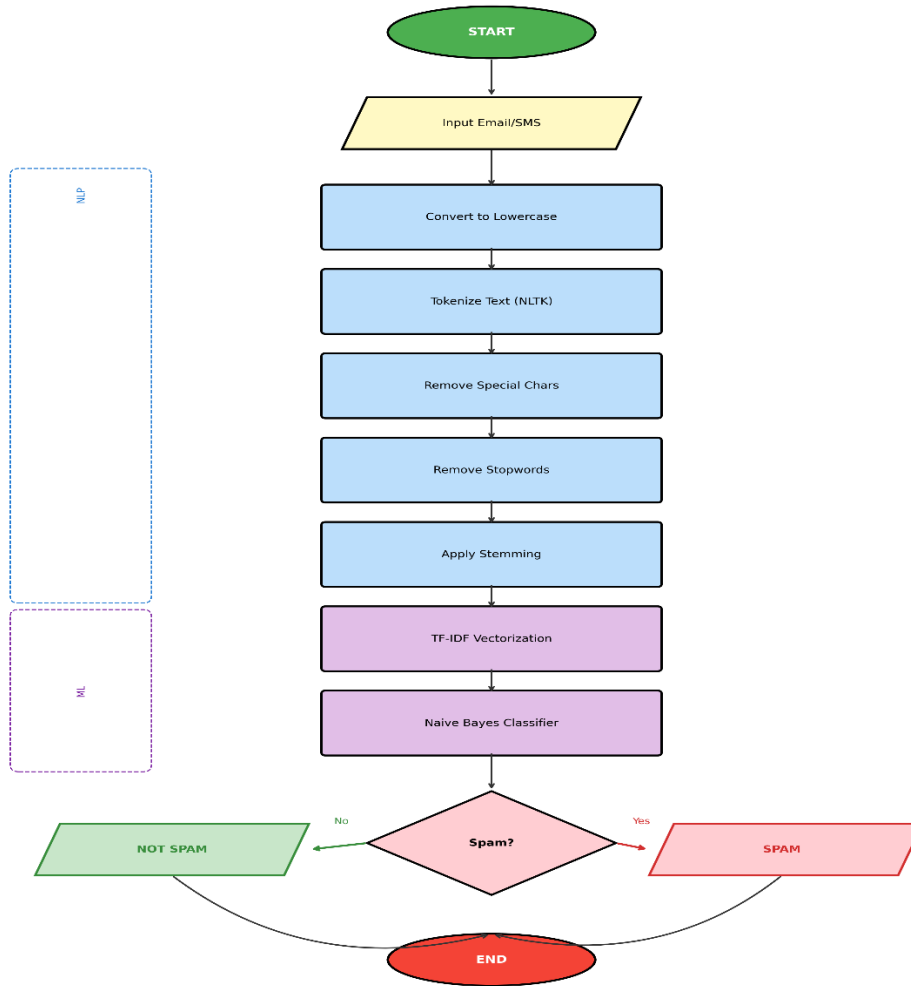 START
Input Email/SMS
NLP
Convert to Lowercase
Tokenize Text (NLTK)
Remove Special Chars
Remove Stopwords
Apply Stemming
TF-IDF Vectorization
ML
Naive Bayes Classifier
No
Yes
Spam?
NOT SPAM
SPAM
END